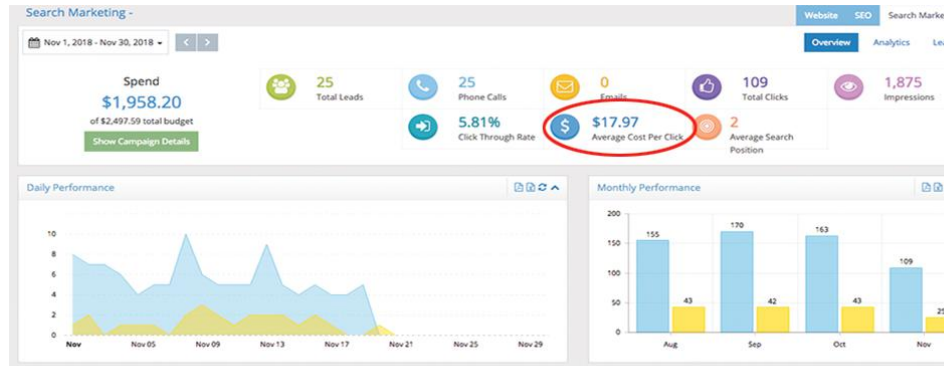 Search Marketing -
Website SEO Search Marke
Nov 1, 2018 - Nov 30, 2018
Overview Analytics Lea
Spend
$1,958.20
of $2,497.59 total budget
Show Campaign Details
25
Total Leads
25
Phone Calls
0
Emails
109
Total Clicks
1,875
Impressions
5.81%
Click Through Rate
$
$17.97
Average Cost Per Click
2
Average Search
Position
Daily Performance
10
8
6
4
2
0
Nov Nov 05 Nov 09 Nov 13 Nov 17 Nov 21 Nov 25 Nov 29
Monthly Performance
200
150
100
50
0
155 43 170 42 163 43 109 25
Aug Sep Oct Nov